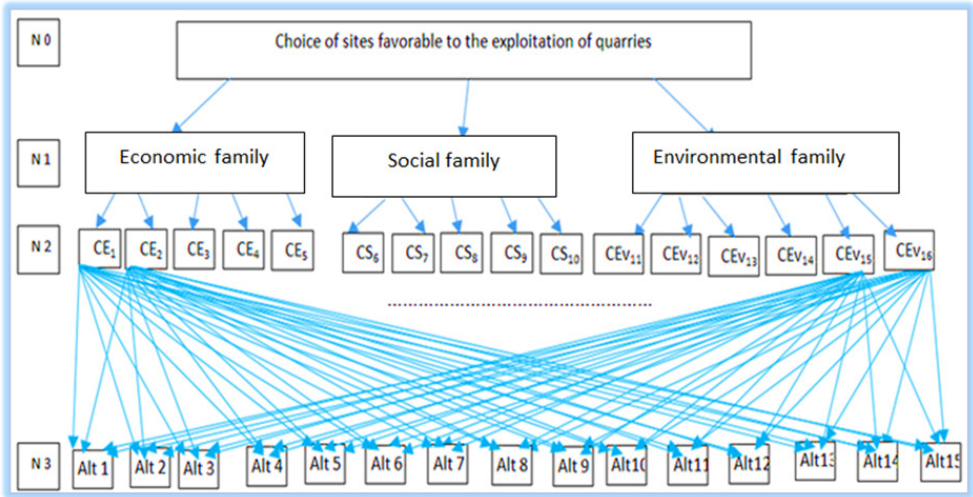 N 0
Choice of sites favorable to the exploitation of quarries
N 1
Economic family
Social family
Environmental family
N 2
CE₁ CE₂ CE₃ CE₄ CE₅ CS₆ CS₇ CS₈ CS₉ CS₁₀ CEv₁₁ CEv₁₂ CEv₁₃ CEv₁₄ CEv₁₅ CEv₁₆
N 3
Alt 1 Alt 2 Alt 3 Alt 4 Alt 5 Alt 6 Alt 7 Alt 8 Alt 9 Alt10 Alt11 Alt12 Alt13 Alt14 Alt15